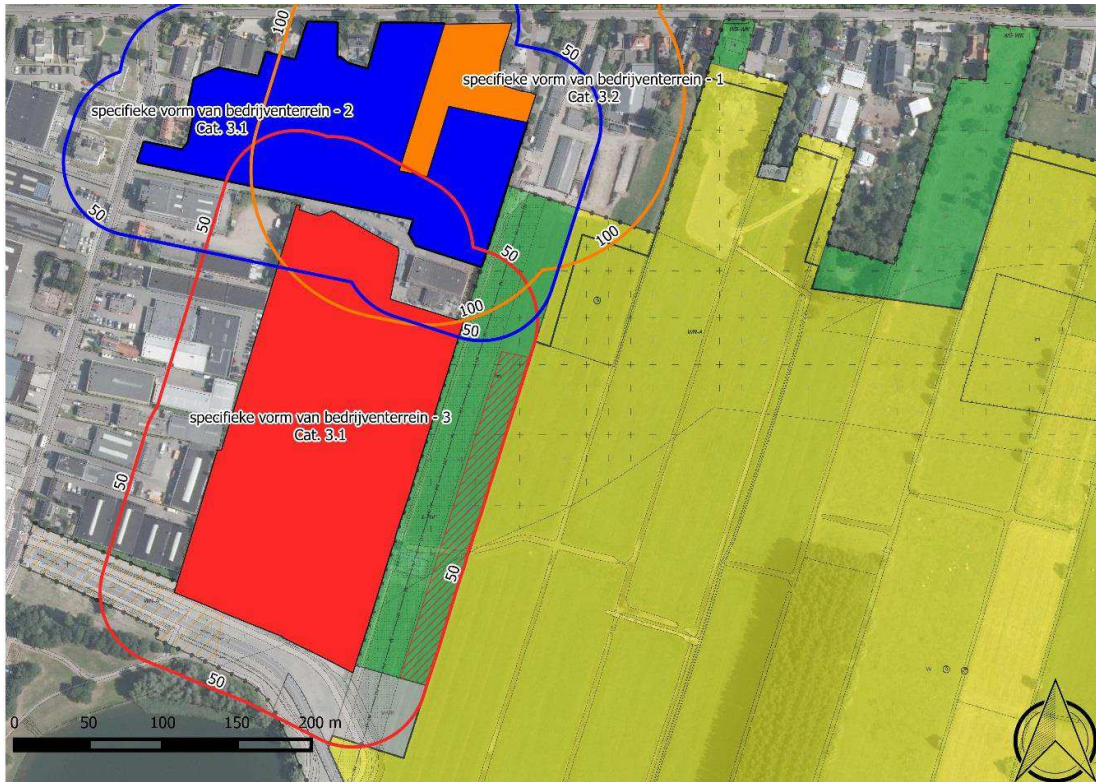 100
50
specifieke vorm van bedrijventerrein - 1
Cat. 3.2
specifieke vorm van bedrijventerrein - 2
Cat. 3.1
50
50
50
100
100
50
specifieke vorm van bedrijventerrein - 3
Cat. 3.1
50
50
50
0 50 100 150 200 m